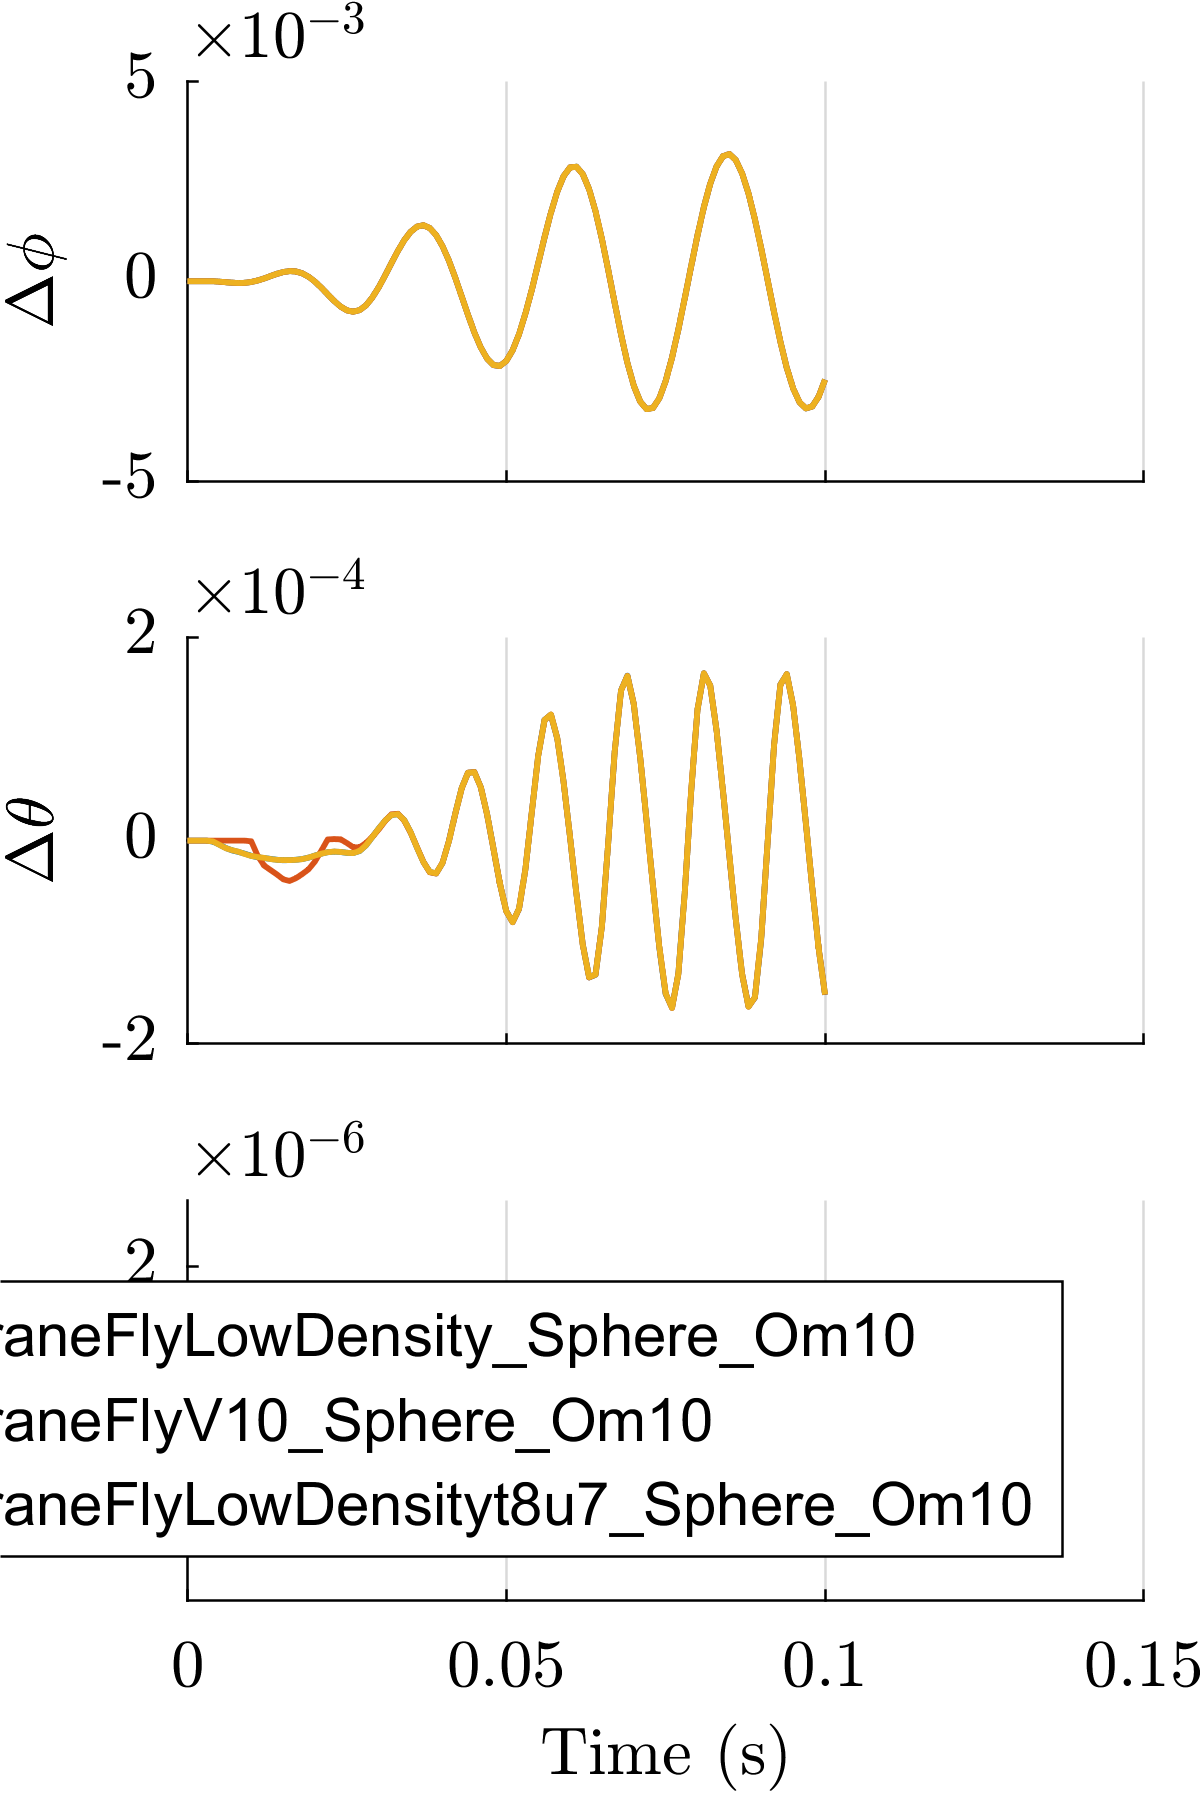 ×10⁻³
5
0
-5
Δϕ
×10⁻⁴
2
0
-2
Δθ
×10⁻⁶
2
raneFlyLowDensity_Sphere_Om10
raneFlyV10_Sphere_Om10
raneFlyLowDensityt8u7_Sphere_Om10
0 0.05 0.1 0.15
Time (s)